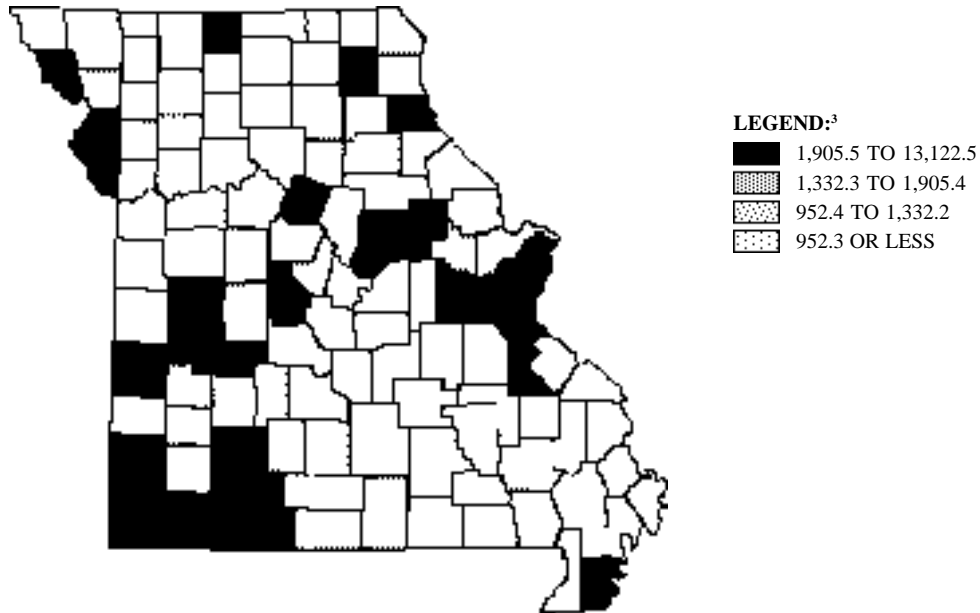 LEGEND:3
1,905.5 TO 13,122.5
1,332.3 TO 1,905.4
952.4 TO 1,332.2
952.3 OR LESS